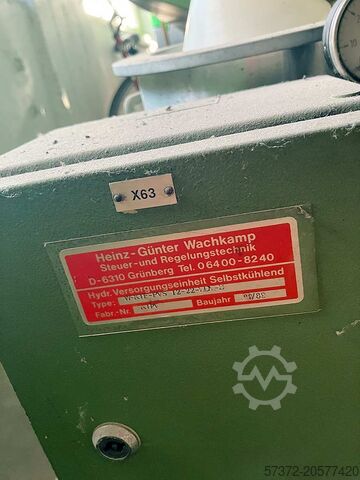 X63
Heinz-Günter Wachkamp
Steuer- und Regelungstechnik
D-6310 Grünberg Tel. 06400-8240
Hydr. Versorgungseinheit Selbstkühlend
Type:
Fabr.-Nr. Baujahr
10
57372-20577420